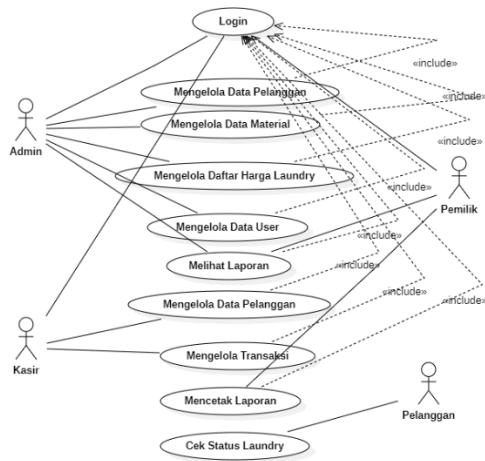 Login
«include»
Mengelola Data Pelanggan
«include»
Mengelola Data Material
Admin
«include»
Mengelola Daftar Harga Laundry
«include»
Pemilik
Mengelola Data User
«include»
Melihat Laporan
«include»
«include»
Mengelola Data Pelanggan
«include»
Kasir
Mengelola Transaksi
Mencetak Laporan
Pelanggan
Cek Status Laundry